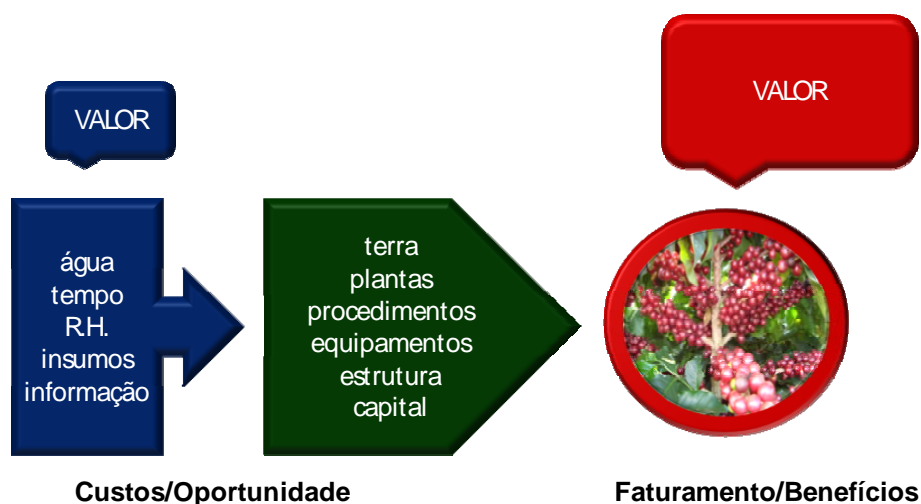 VALOR
VALOR
água
tempo
R.H.
insumos
informação
terra
plantas
procedimentos
equipamentos
estrutura
capital
Custos/Oportunidade
Faturamento/Benefícios